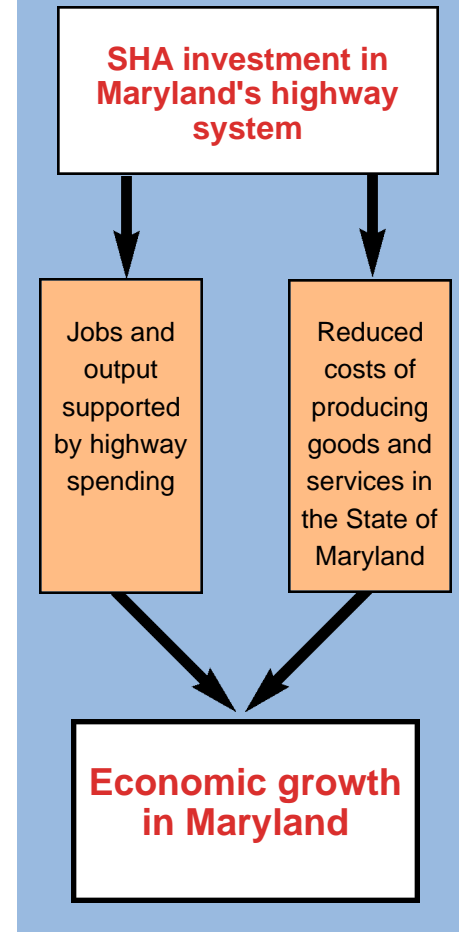 SHA investment in
Maryland's highway
system
Jobs and
output
supported
by highway
spending
Reduced
costs of
producing
goods and
services in
the State of
Maryland
Economic growth
in Maryland